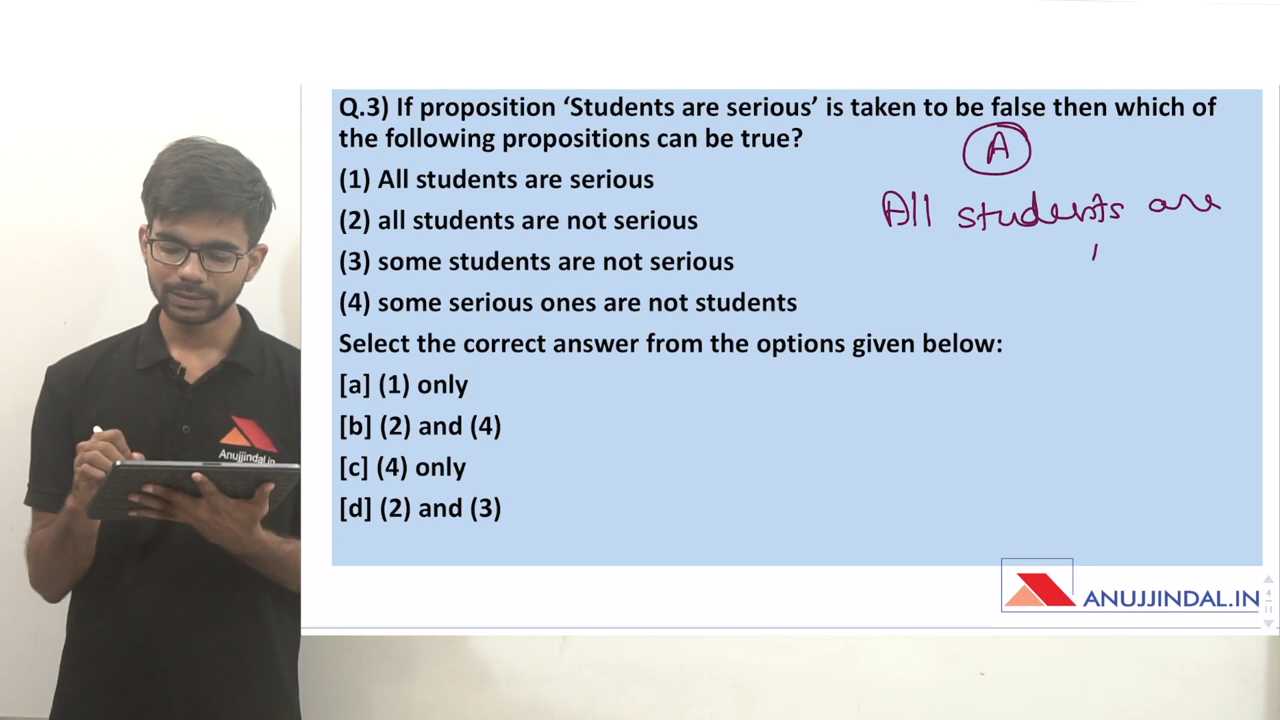 Q.3) If proposition ‘Students are serious’ is taken to be false then which of
the following propositions can be true?
A
(1) All students are serious
All students are
(2) all students are not serious
(3) some students are not serious
(4) some serious ones are not students
Select the correct answer from the options given below:
[a] (1) only
[b] (2) and (4)
[c] (4) only
[d] (2) and (3)
Anujjindal.in
ANUJJINDAL.IN
4
11